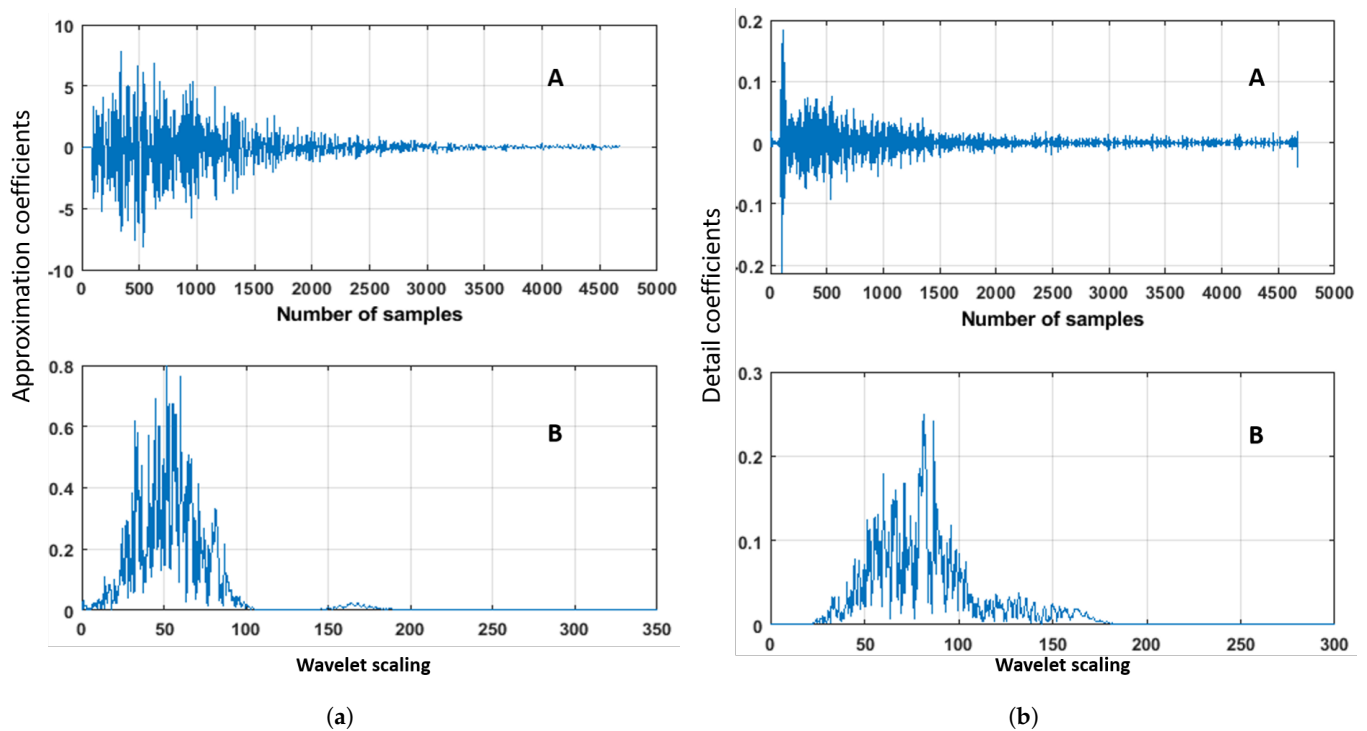 Approximation coefficients
10
5
0
-5
-10
A
0 500 1000 1500 2000 2500 3000 3500 4000 4500 5000
Number of samples
0.8
0.6
0.4
0.2
0
B
0 50 100 150 200 250 300 350
Wavelet scaling
(a)
Detail coefficients
0.2
0.1
0
-0.1
-0.2
A
0 500 1000 1500 2000 2500 3000 3500 4000 4500 5000
Number of samples
0.3
0.2
0.1
0
B
0 50 100 150 200 250 300
Wavelet scaling
(b)